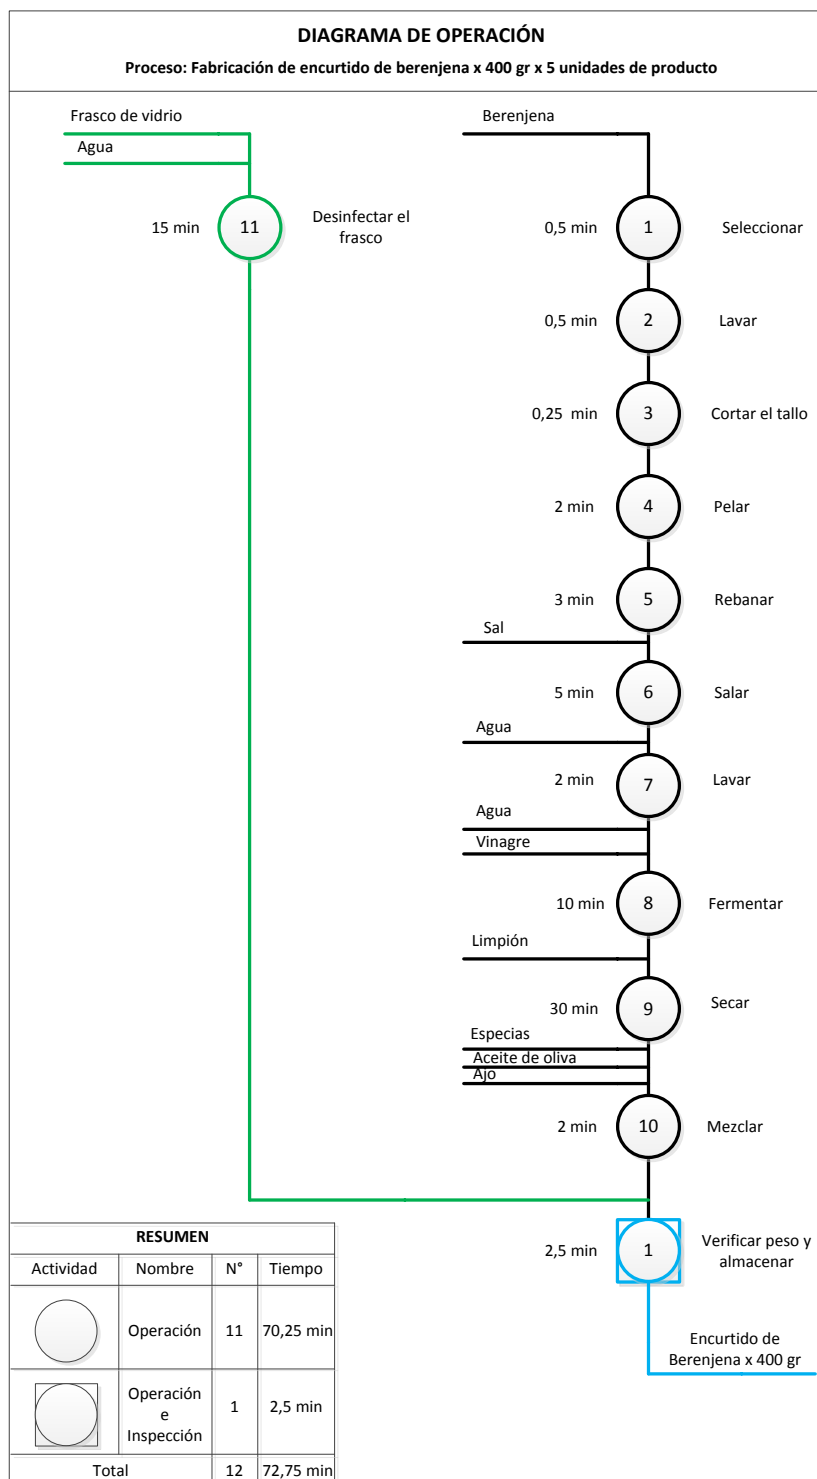 DIAGRAMA DE OPERACIÓN
Proceso: Fabricación de encurtido de berenjena x 400 gr x 5 unidades de producto
Frasco de vidrio
Agua
15 min
11
Desinfectar el
frasco
Berenjena
0,5 min
1
Seleccionar
0,5 min
2
Lavar
0,25 min
3
Cortar el tallo
2 min
4
Pelar
3 min
5
Rebanar
Sal
5 min
6
Salar
Agua
2 min
7
Lavar
Agua
Vinagre
10 min
8
Fermentar
Limpión
30 min
9
Secar
Especias
Aceite de oliva
Ajo
2 min
10
Mezclar
2,5 min
1
Verificar peso y
almacenar
Encurtido de
Berenjena x 400 gr
RESUMEN
Actividad Nombre N° Tiempo
Operación 11 70,25 min
Operación
e
Inspección
1 2,5 min
Total 12 72,75 min